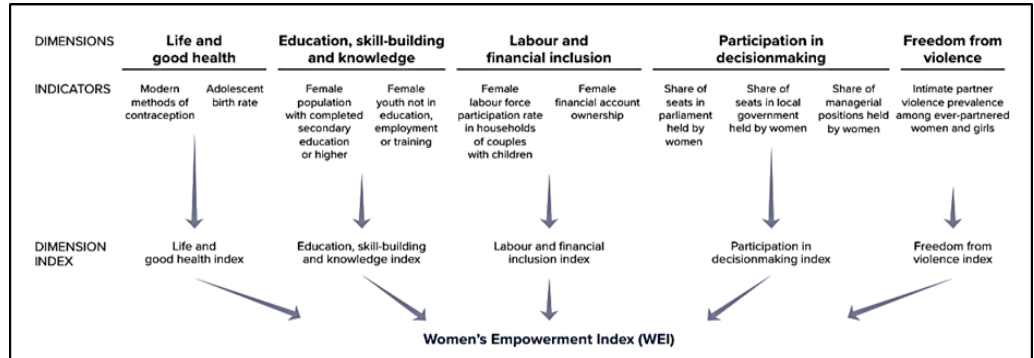 DIMENSIONS
Life and
good health
Education, skill-building
and knowledge
Labour and
financial inclusion
Participation in
decisionmaking
Freedom from
violence
INDICATORS
Modern
methods of
contraception
Adolescent
birth rate
Female
population
with completed
secondary
education
or higher
Female
youth not in
education,
employment
or training
Female
labour force
participation rate
in households
of couples
with children
Female
financial account
ownership
Share of
seats in
parliament
held by
women
Share of
seats in local
government
held by women
Share of
managerial
positions held
by women
Intimate partner
violence prevalence
among ever-partnered
women and girls
DIMENSION
INDEX
Life and
good health index
Education, skill-building
and knowledge index
Labour and financial
inclusion index
Participation in
decisionmaking index
Freedom from
violence index
Women's Empowerment Index (WEI)